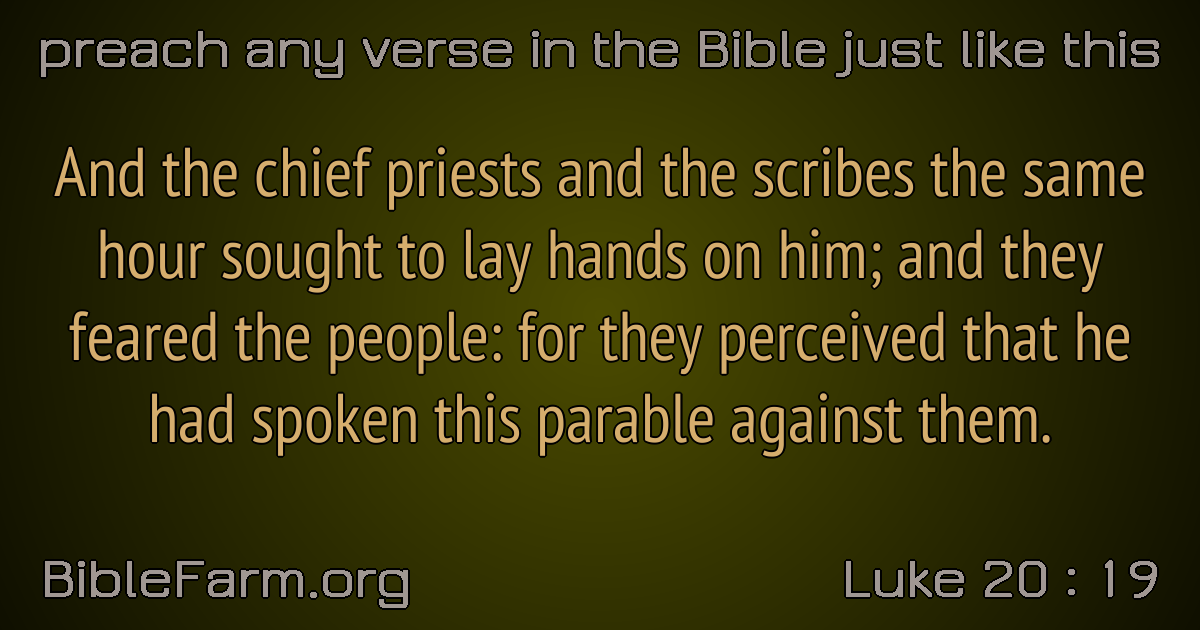 preach any verse in the Bible just like this
And the chief priests and the scribes the same
hour sought to lay hands on him; and they
feared the people: for they perceived that he
had spoken this parable against them.
BibleFarm.org
Luke 20 : 19